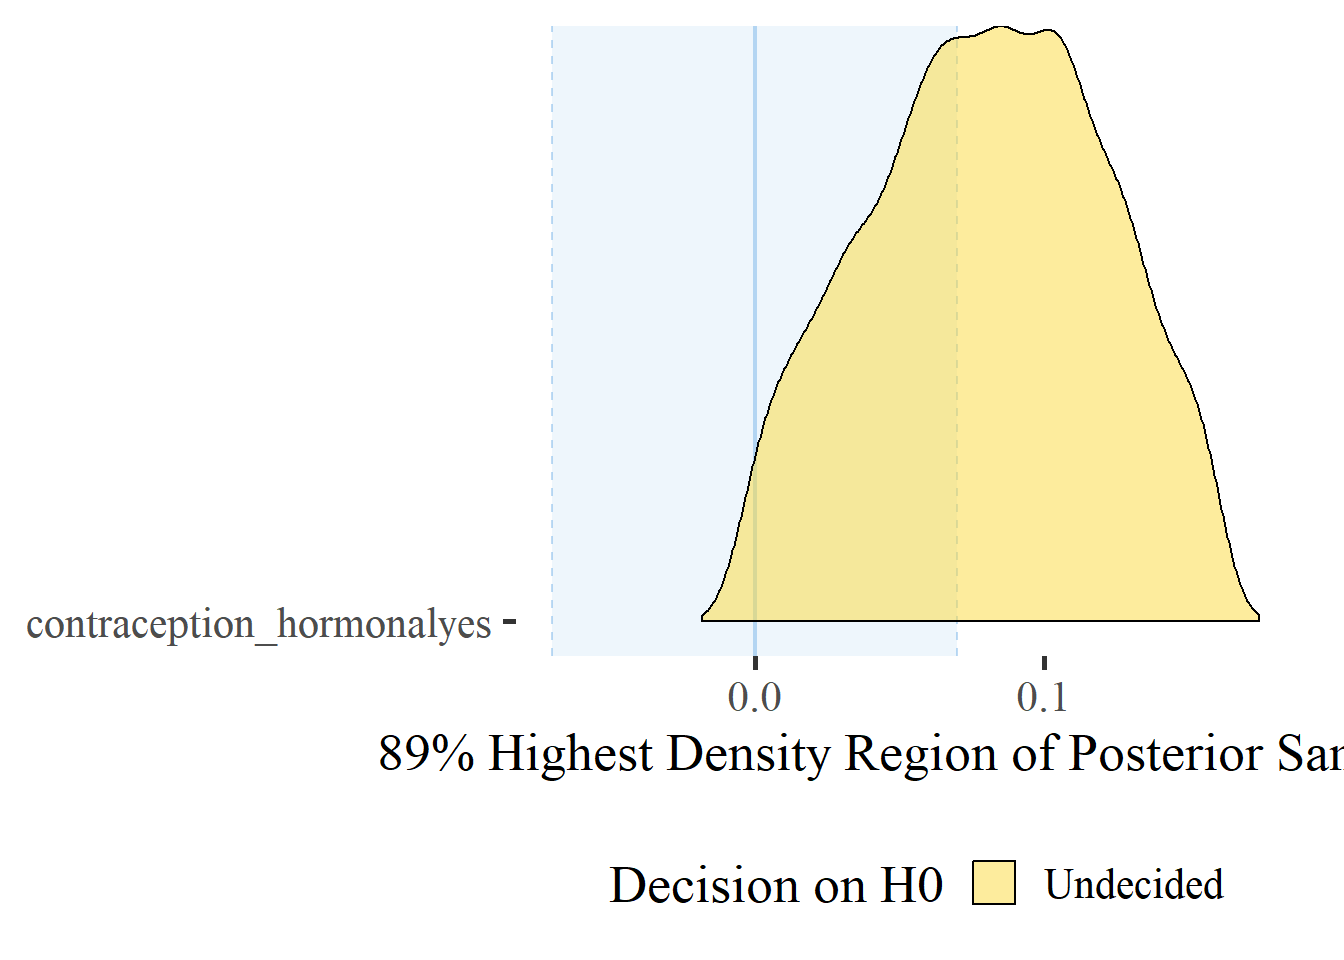 contraception_hormonalyes
0.0 0.1
89% Highest Density Region of Posterior
Decision on H0 Undecided